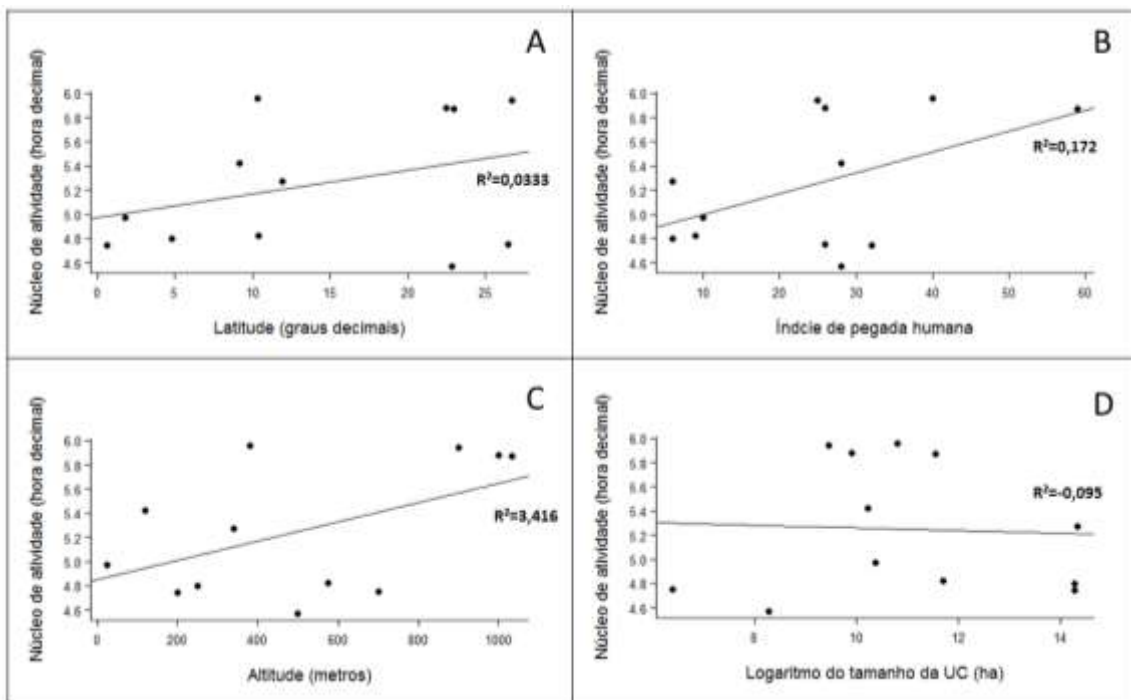 A
Núcleo de atividade (hora decimal)
6.0
5.8
5.6
5.4
5.2
5.0
4.8
4.6
R²=0,0333
0 5 10 15 20 25
Latitude (graus decimais)
B
Núcleo de atividade (hora decimal)
6.0
5.8
5.6
5.4
5.2
5.0
4.8
4.6
R²=0,172
10 20 30 40 50 60
Índcie de pegada humana
C
Núcleo de atividade (hora decimal)
6.0
5.8
5.6
5.4
5.2
5.0
4.8
4.6
R²=3,416
0 200 400 600 800 1000
Altitude (metros)
D
Núcleo de atividade (hora decimal)
6.0
5.8
5.6
5.4
5.2
5.0
4.8
4.6
R²=-0,095
8 10 12 14
Logaritmo do tamanho da UC (ha)